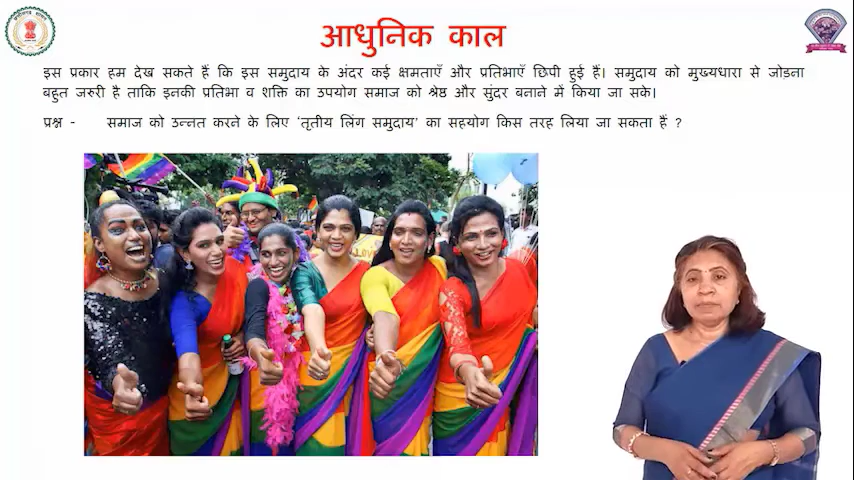 आधुनिक काल
इस प्रकार हम देख सकते हैं कि इस समुदाय के अंदर कई क्षमताएँ और प्रतिभाएँ छिपी हुई हैं। समुदाय को मुख्यधारा से जोड़ना
बहुत जरुरी है ताकि इनकी प्रतिभा व शक्ति का उपयोग समाज को श्रेष्ठ और सुंदर बनाने में किया जा सके।
प्रश्न - समाज को उन्नत करने के लिए ‘तृतीय लिंग समुदाय’ का सहयोग किस तरह लिया जा सकता हैं ?